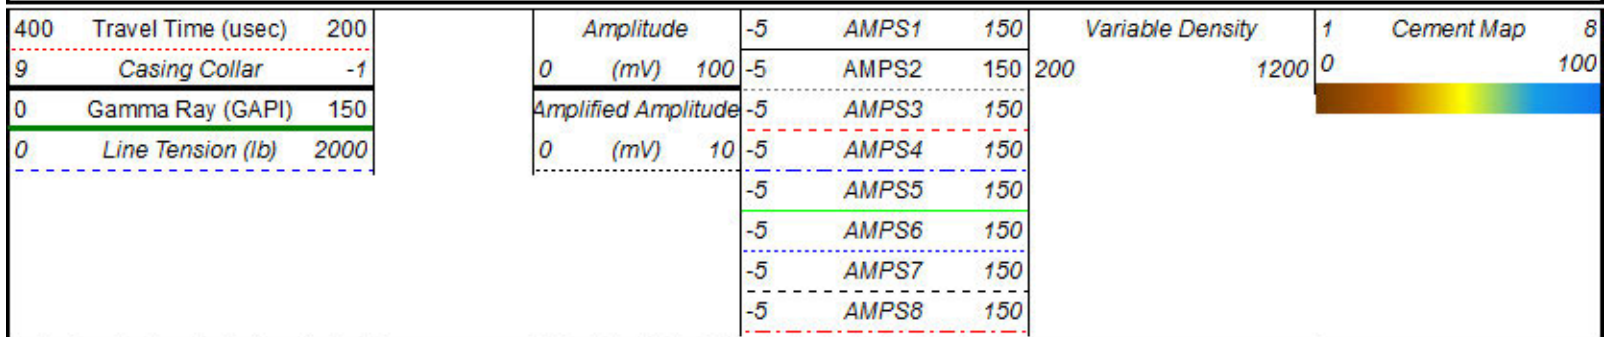 400 Travel Time (usec) 200 Amplitude -5 AMPS1 150 Variable Density 1 Cement Map 8
9 Casing Collar -1 0 (mV) 100 -5 AMPS2 150 200 1200 0 100
0 Gamma Ray (GAPI) 150 Amplified Amplitude -5 AMPS3 150
0 Line Tension (lb) 2000 0 (mV) 10 -5 AMPS4 150
-5 AMPS5 150
-5 AMPS6 150
-5 AMPS7 150
-5 AMPS8 150